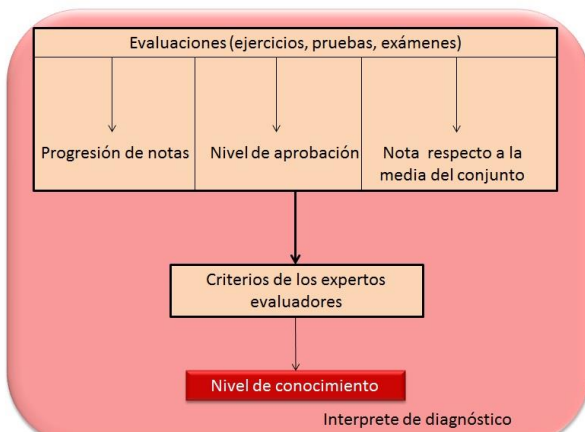 Evaluaciones (ejercicios, pruebas, exámenes)
Progresión de notas
Nivel de aprobación
Nota respecto a la
media del conjunto
Criterios de los expertos
evaluadores
Nivel de conocimiento
Interprete de diagnóstico